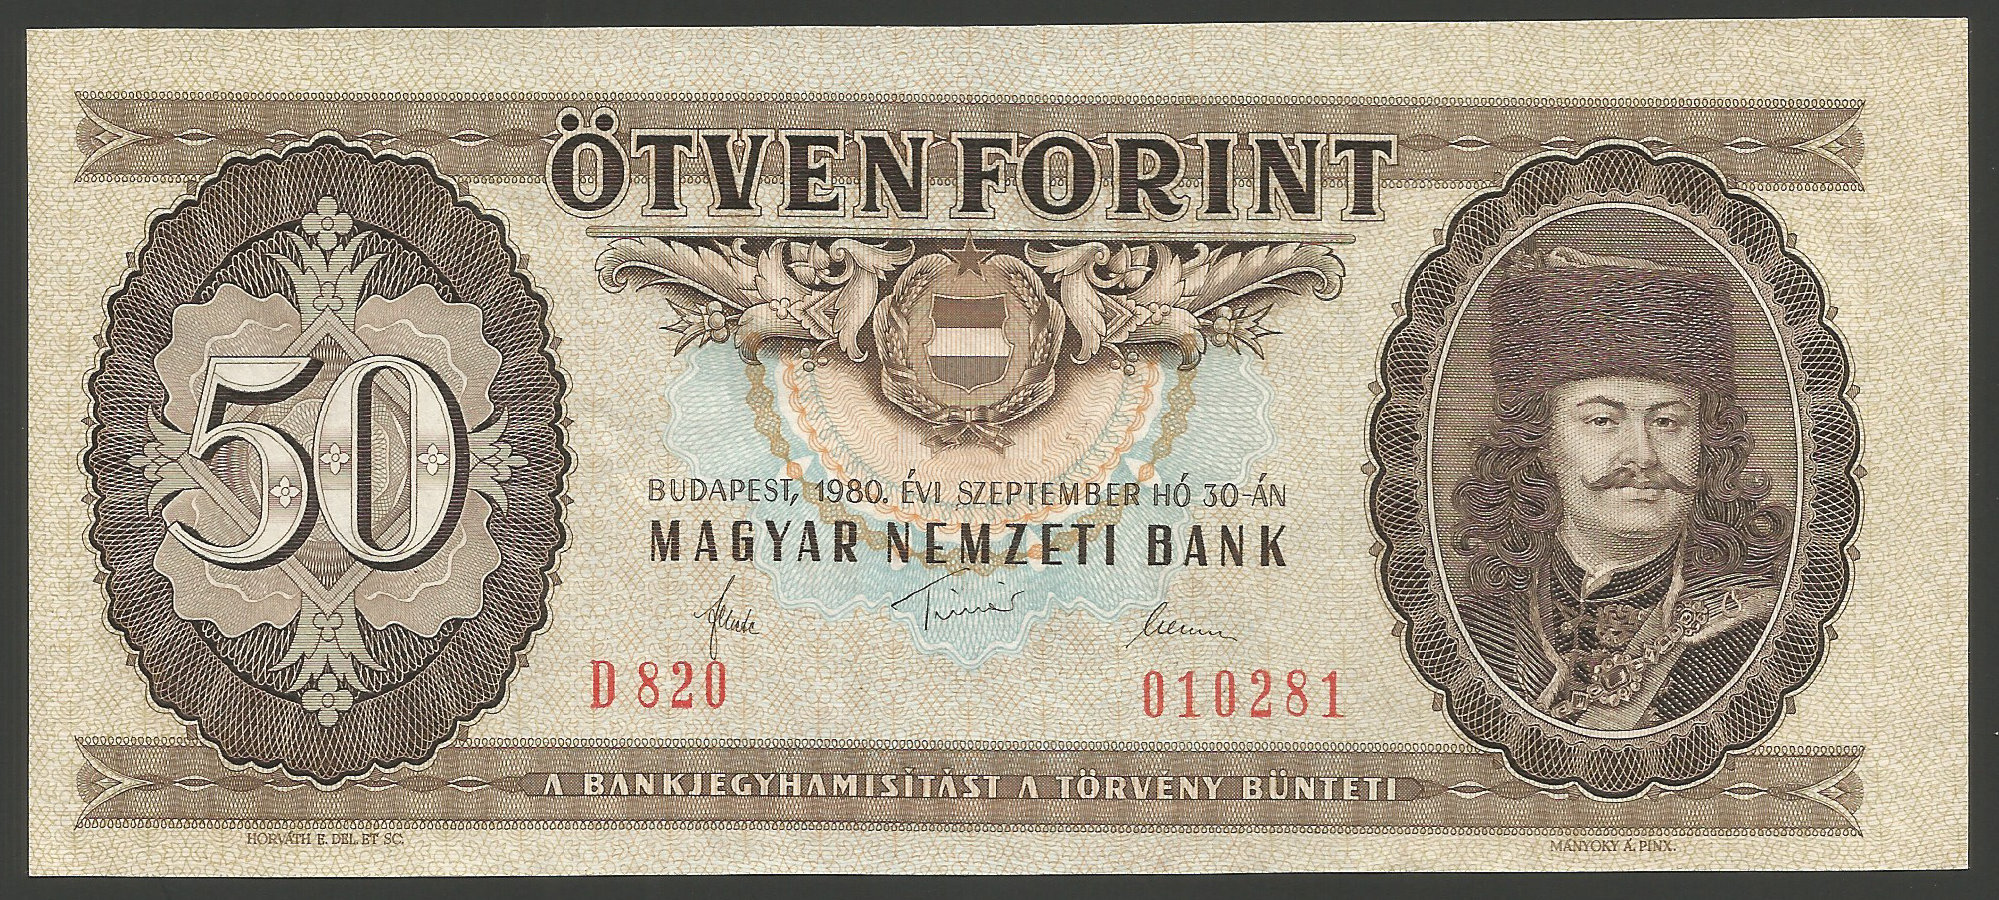 ÖTVEN FORINT
50
BUDAPEST, 1980. ÉVI SZEPTEMBER HÓ 30-ÁN
MAGYAR NEMZETI BANK
D 820
010281
A BANKJEGYHAMISÍTÁST A TÖRVÉNY BÜNTETI
HORVÁTH E. DEL. ET SC.
MÁNYOKY Á. PINX.